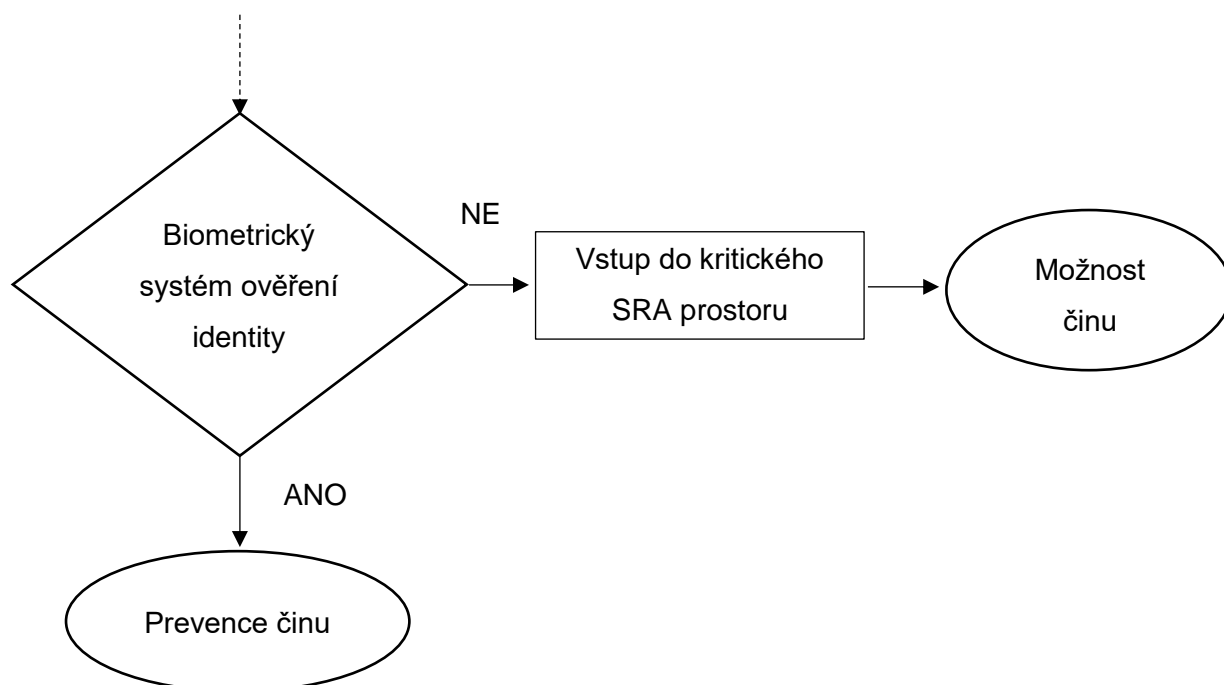 NE
Biometrický
systém ověření
identity
Vstup do kritického
SRA prostoru
Možnost
činu
ANO
Prevence činu